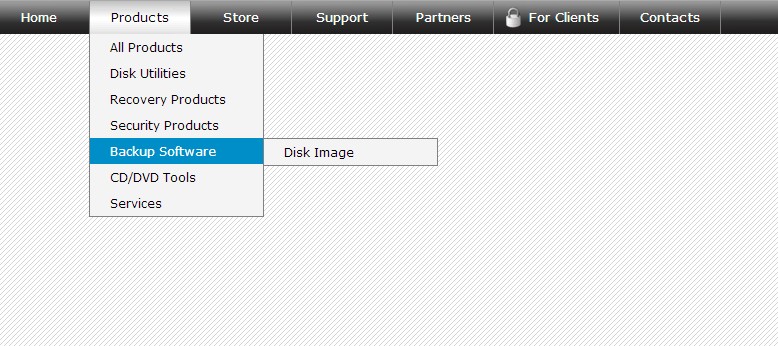 Home Products Store Support Partners For Clients Contacts
All Products
Disk Utilities
Recovery Products
Security Products
Backup Software Disk Image
CD/DVD Tools
Services